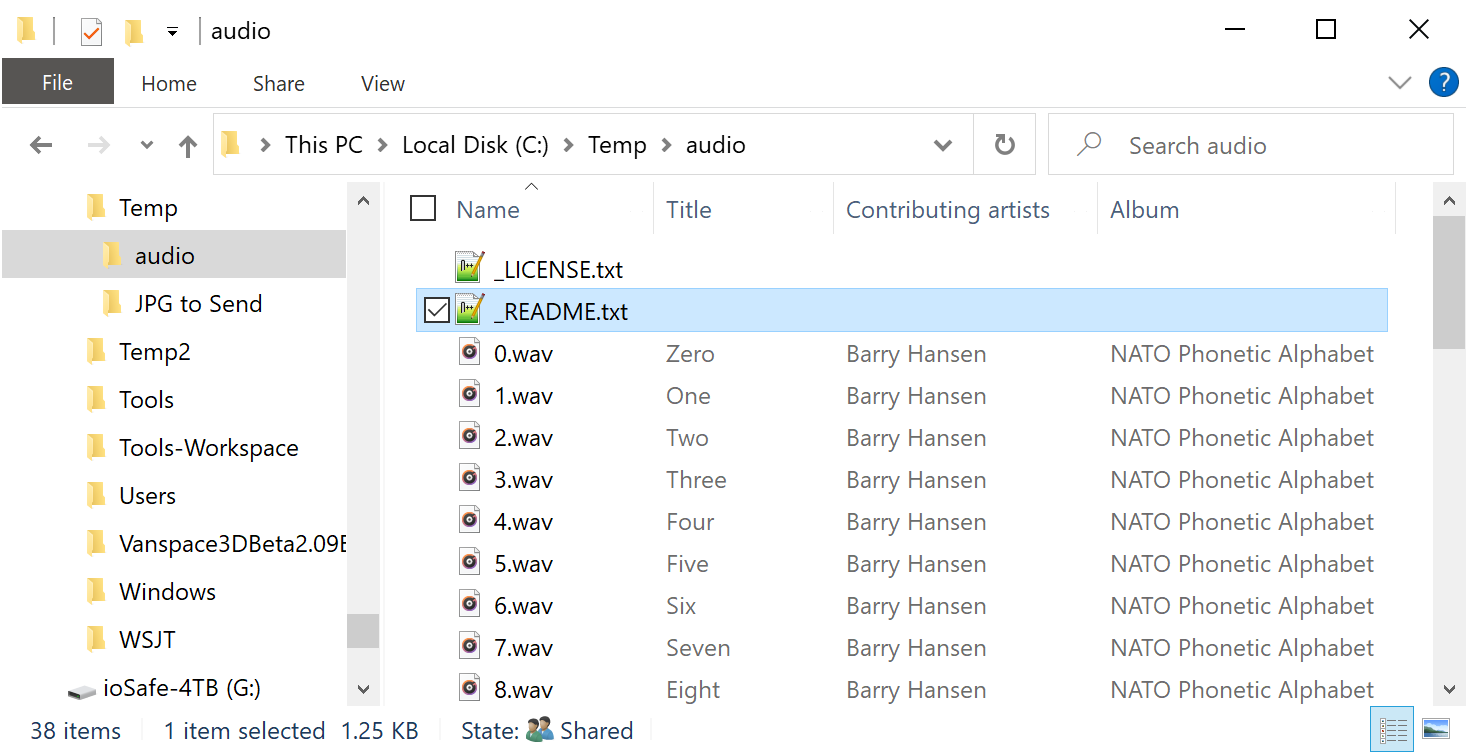 audio
File Home Share View ?
This PC > Local Disk (C:) > Temp > audio
Search audio
Temp
audio
JPG to Send
Temp2
Tools
Tools-Workspace
Users
Vanspace3DBeta2.09
Windows
WSJT
ioSafe-4TB (G:)
Name Title Contributing artists Album
_LICENSE.txt
_README.txt
0.wav Zero Barry Hansen NATO Phonetic Alphabet
1.wav One Barry Hansen NATO Phonetic Alphabet
2.wav Two Barry Hansen NATO Phonetic Alphabet
3.wav Three Barry Hansen NATO Phonetic Alphabet
4.wav Four Barry Hansen NATO Phonetic Alphabet
5.wav Five Barry Hansen NATO Phonetic Alphabet
6.wav Six Barry Hansen NATO Phonetic Alphabet
7.wav Seven Barry Hansen NATO Phonetic Alphabet
8.wav Eight Barry Hansen NATO Phonetic Alphabet
38 items 1 item selected 1.25 KB State: Shared